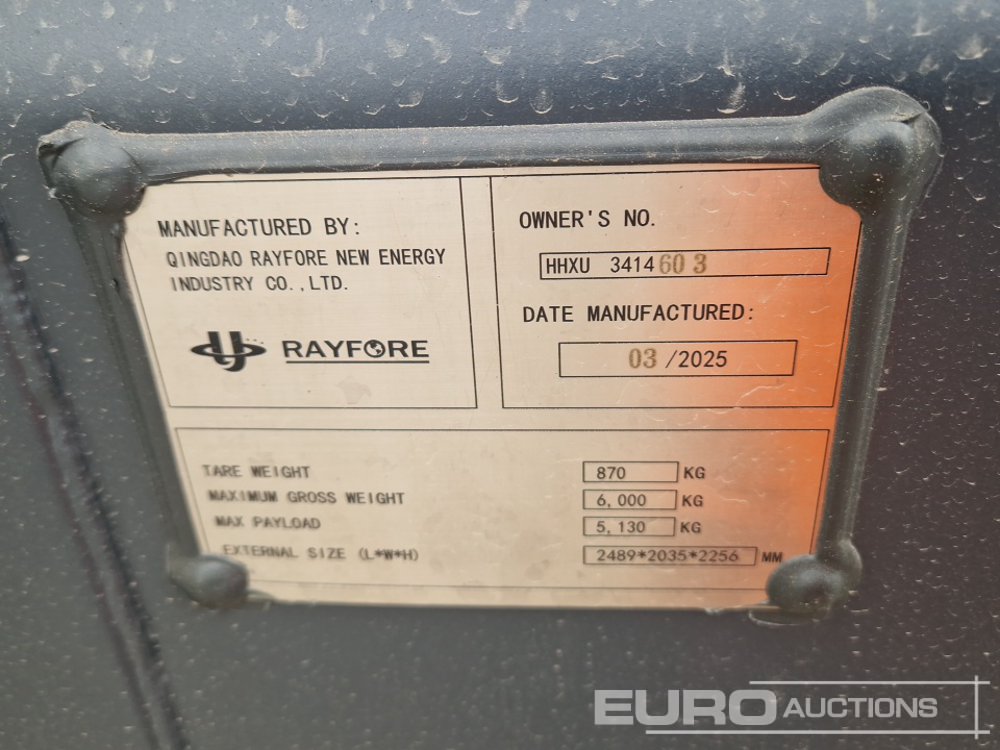 MANUFACTURED BY:
QINGDAO RAYFORE NEW ENERGY
INDUSTRY CO.,LTD.
RAYFORE
OWNER'S NO.
HHXU 3414603
DATE MANUFACTURED:
03/2025
TARE WEIGHT 870 KG
MAXIMUM GROSS WEIGHT 6,000 KG
MAX PAYLOAD 5,130 KG
EXTERNAL SIZE (L*W*H) 2489*2035*2256 MM
EURO AUCTIONS